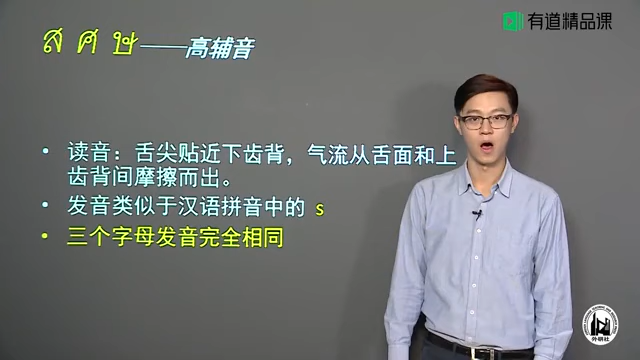 有道精品课
ส ศ ษ——高辅音
• 读音：舌尖贴近下齿背，气流从舌面和上
齿背间摩擦而出。
• 发音类似于汉语拼音中的 s
• 三个字母发音完全相同
外研社